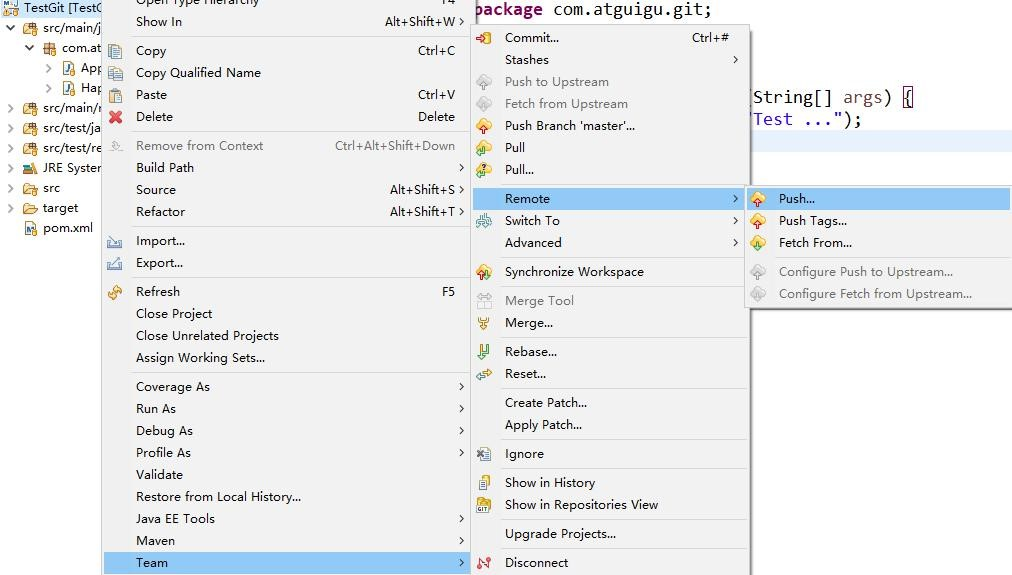 TestGit [Test
src/main/j
com.at
App
Hap
src/main/r
src/test/ja
src/test/re
JRE System
src
target
pom.xml
Open Type Hierarchy F4
Show In Alt+Shift+W
Copy Ctrl+C
Copy Qualified Name
Paste Ctrl+V
Delete Delete
Remove from Context Ctrl+Alt+Shift+Down
Build Path
Source Alt+Shift+S
Refactor Alt+Shift+T
Import...
Export...
Refresh F5
Close Project
Close Unrelated Projects
Assign Working Sets...
Coverage As
Run As
Debug As
Profile As
Validate
Restore from Local History...
Java EE Tools
Maven
Team
package com.atguigu.git;
(String[] args) {
"Test ...");
Commit... Ctrl+#
Stashes
Push to Upstream
Fetch from Upstream
Push Branch 'master'...
Pull
Pull...
Remote
Switch To
Advanced
Synchronize Workspace
Merge Tool
Merge...
Rebase...
Reset...
Create Patch...
Apply Patch...
Ignore
Show in History
GIT
Show in Repositories View
Upgrade Projects...
Disconnect
Push...
Push Tags...
Fetch From...
Configure Push to Upstream...
Configure Fetch from Upstream...